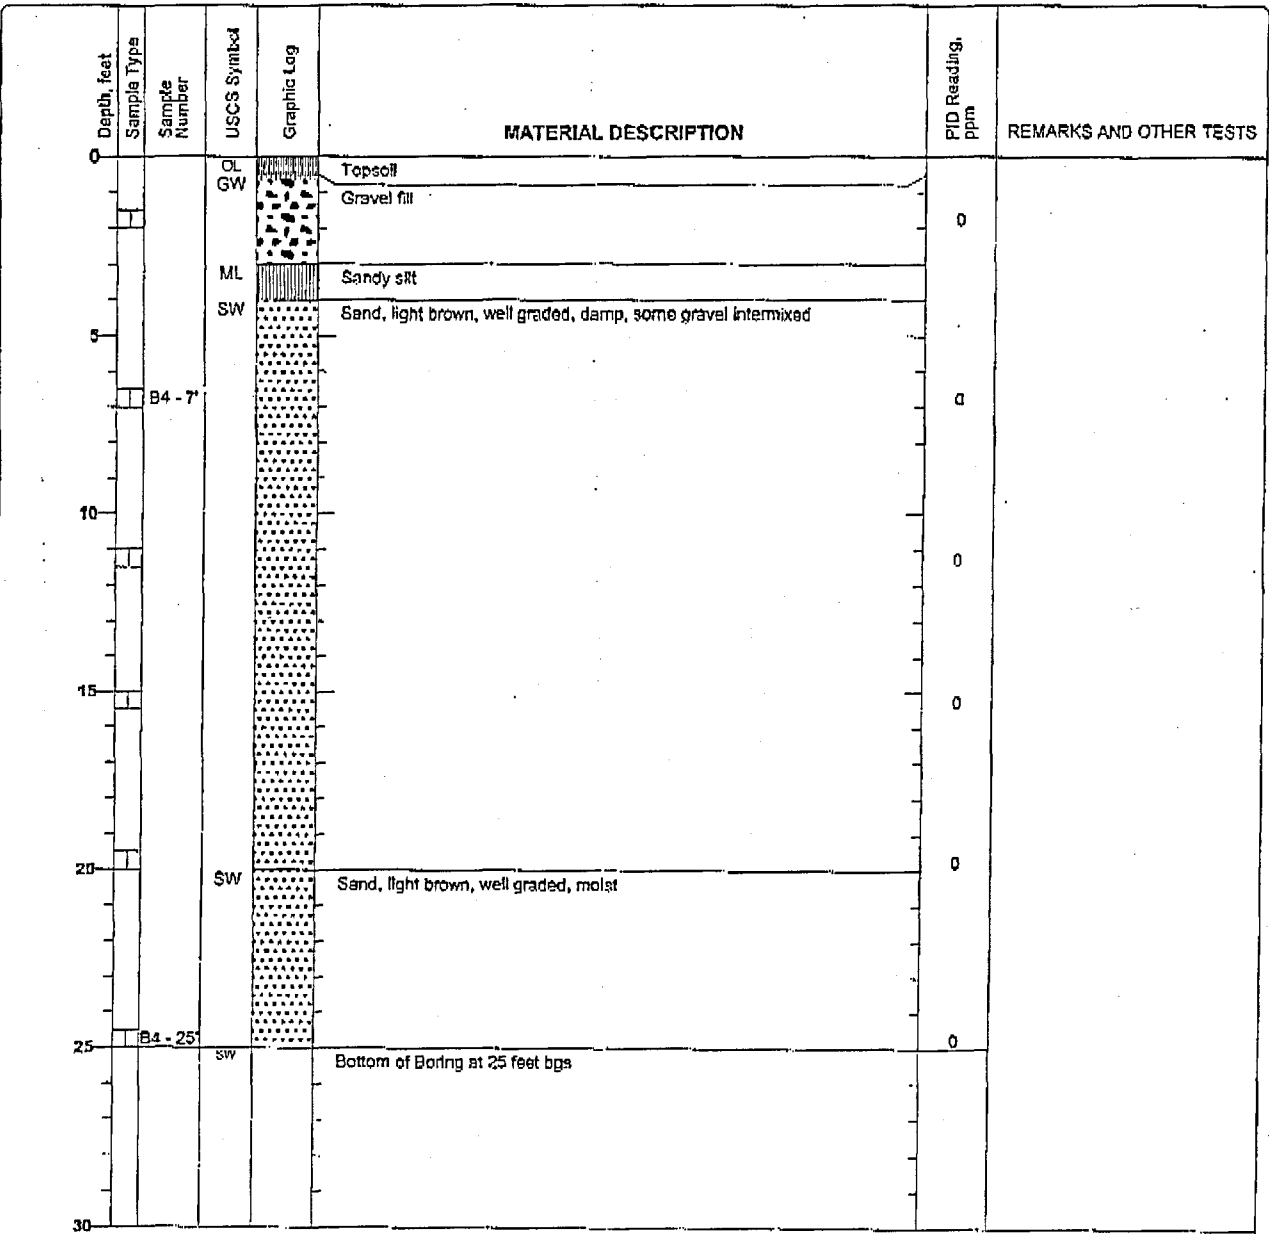 Depth, feet
Sample Type
Sample Number
USCS Symbol
Graphic Log
MATERIAL DESCRIPTION
PID Reading, ppm
REMARKS AND OTHER TESTS
0
OL
Topsoil
GW
Gravel fill
0
ML
Sandy silt
SW
Sand, light brown, well graded, damp, some gravel intermixed
5
B4 - 7'
0
10
0
15
0
20
0
SW
Sand, light brown, well graded, moist
B4 - 25'
0
25
SW
Bottom of Boring at 25 feet bgs
30